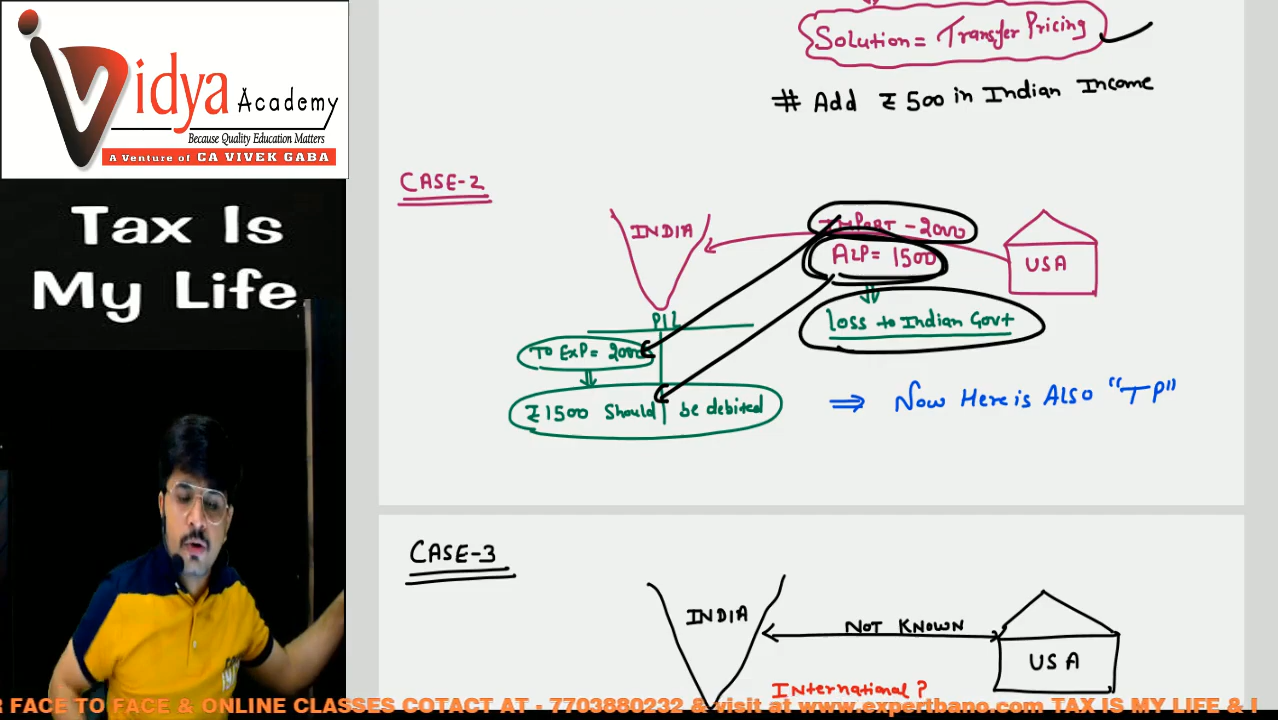 Vidya Academy
Because Quality Education Matters
A Venture of CA VIVEK GABA
Tax Is
My Life
Solution = Transfer Pricing
# Add ₹ 500 in Indian Income
CASE-2
INDIA
IMPORT - 2000
ALP = 1500
USA
loss to Indian Govt
To Exp = 2000
₹ 1500 Should be debited
⇒ Now Here is Also "TP"
CASE-3
INDIA
NOT KNOWN
USA
International ?
R FACE TO FACE & ONLINE CLASSES COTACT AT - 7703880232 & visit at www.expertbano.com TAX IS MY LIFE & I